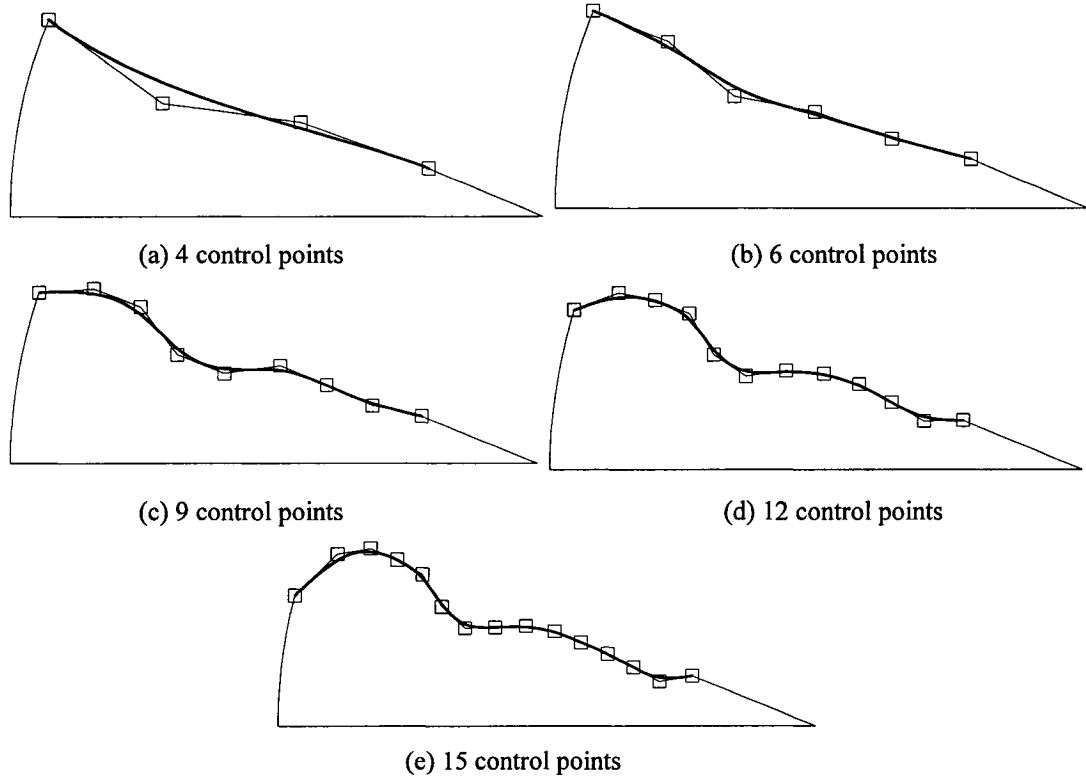 (a) 4 control points
(b) 6 control points
(c) 9 control points
(d) 12 control points
(e) 15 control points